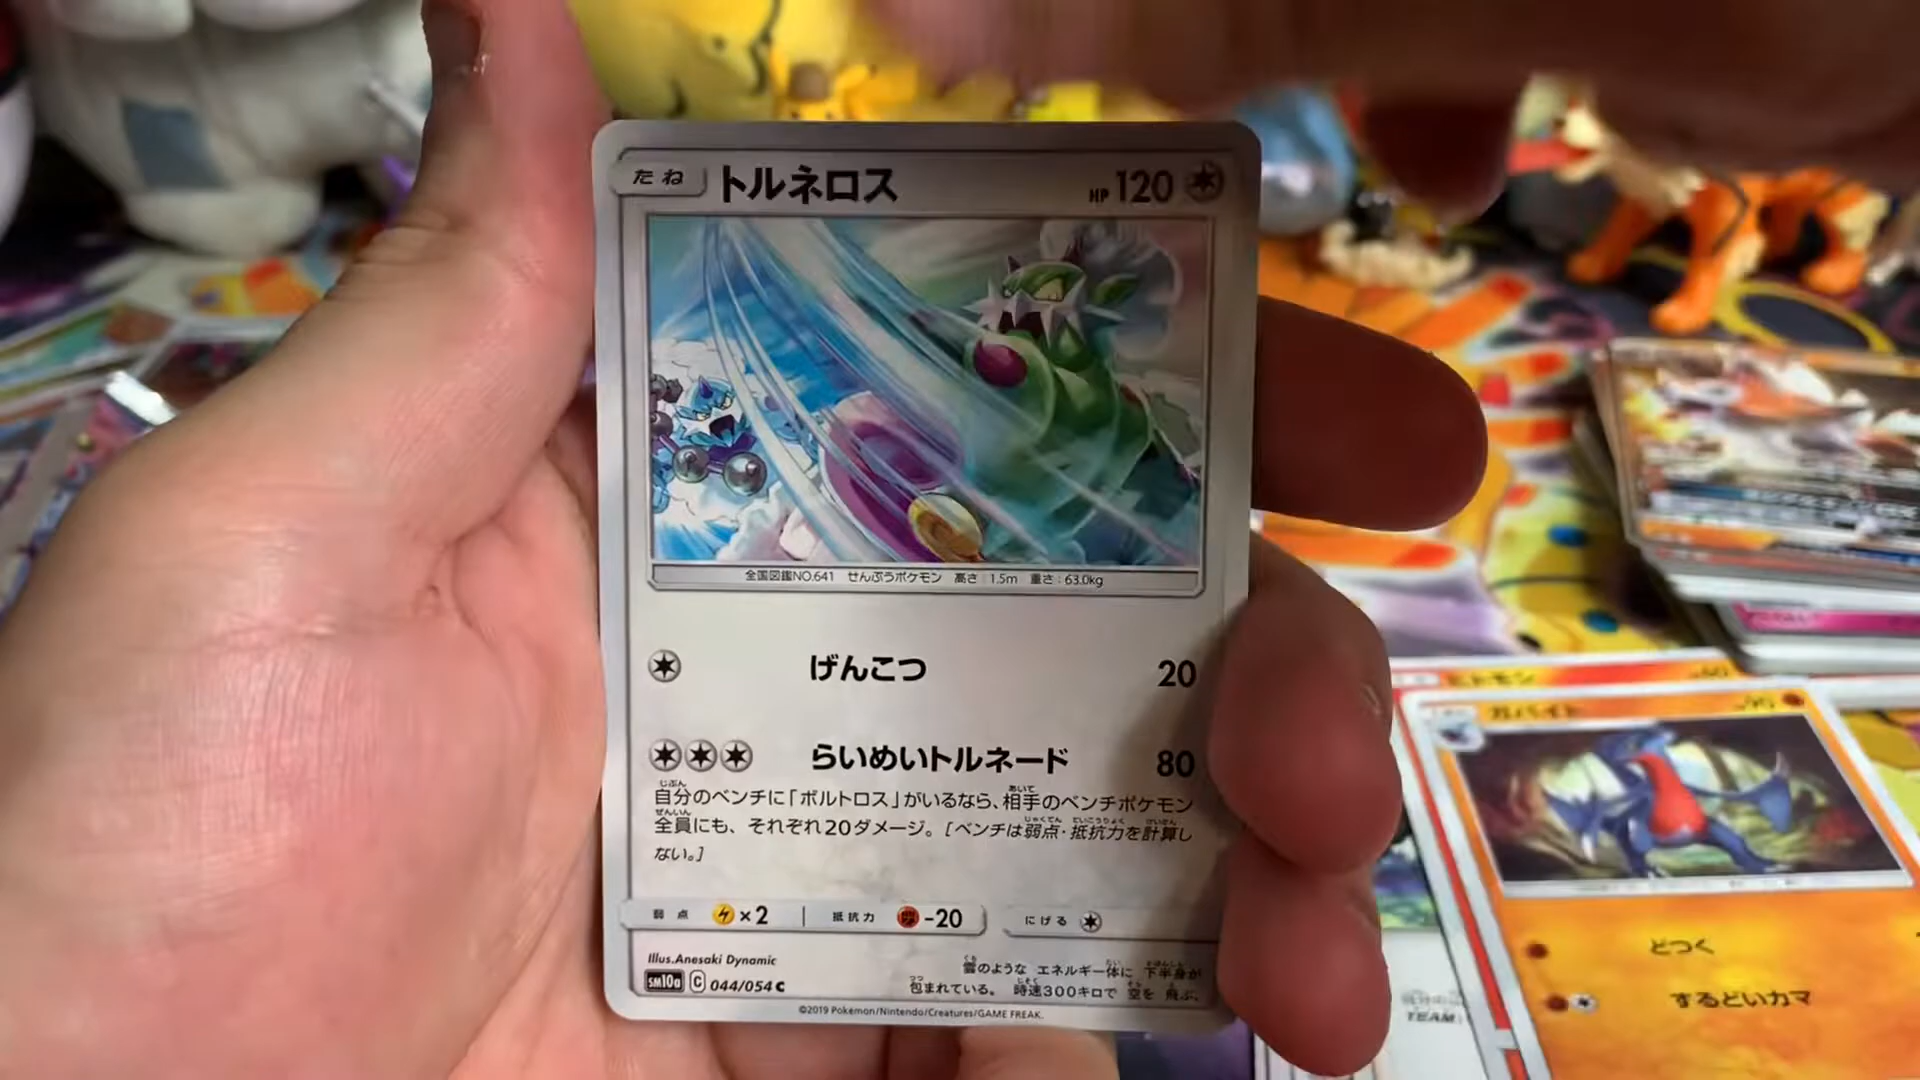 たね トルネロス HP 120
全国図鑑NO.641 せんぷうポケモン 高さ：1.5m 重さ：63.0kg
げんこつ 20
らいめいトルネード 80
自分のベンチに「ボルトロス」がいるなら、相手のベンチポケモン
全員にも、それぞれ20ダメージ。［ベンチは弱点・抵抗力を計算し
ない。］
弱点 ×2 抵抗力 -20 にげる
Illus.Anesaki Dynamic
SM10a C 044/054 C
雲のような エネルギー体に 下半身が
包まれている。 時速300キロで 空を 飛ぶ。
©2019 Pokémon/Nintendo/Creatures/GAME FREAK.
ガバイト
どつく
するどいカマ
TEAM